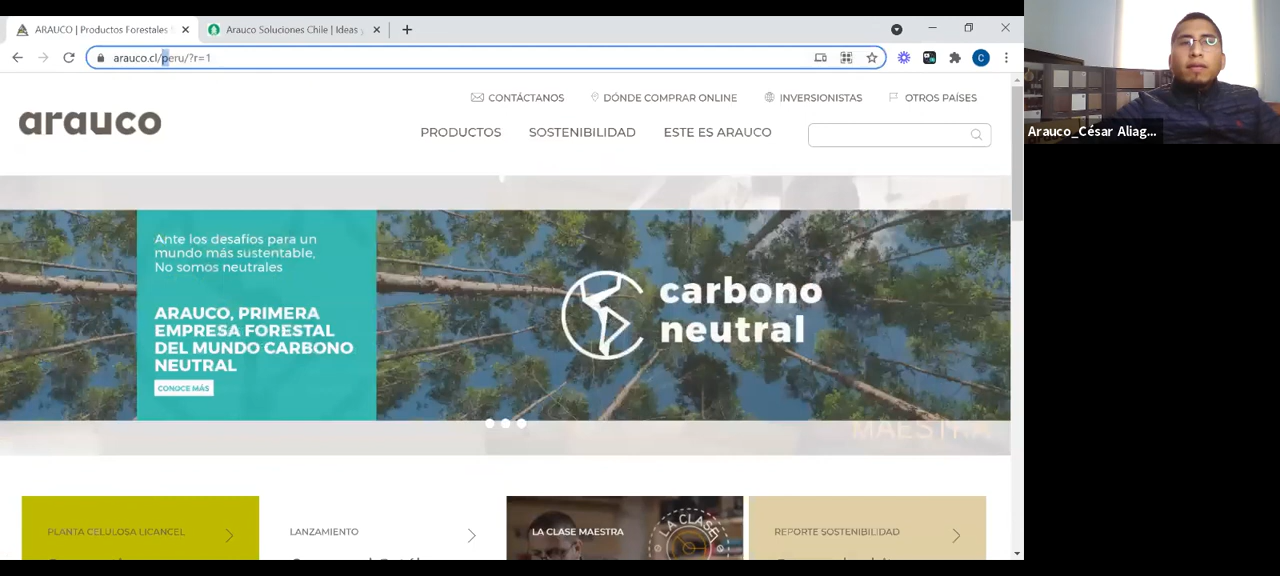 ARAUCO | Productos Forestales
Arauco Soluciones Chile | Ideas
arauco.cl/peru/?r=1
C
CONTÁCTANOS
DÓNDE COMPRAR ONLINE
INVERSIONISTAS
OTROS PAÍSES
arauco
PRODUCTOS
SOSTENIBILIDAD
ESTE ES ARAUCO
Ante los desafíos para un
mundo más sustentable,
No somos neutrales
ARAUCO, PRIMERA
EMPRESA FORESTAL
DEL MUNDO CARBONO
NEUTRAL
CONOCE MÁS
carbono
neutral
MAESTRA
PLANTA CELULOSA LICANCEL
LANZAMIENTO
LA CLASE MAESTRA
LA CLASE
REPORTE SOSTENIBILIDAD
Arauco_César Aliag...